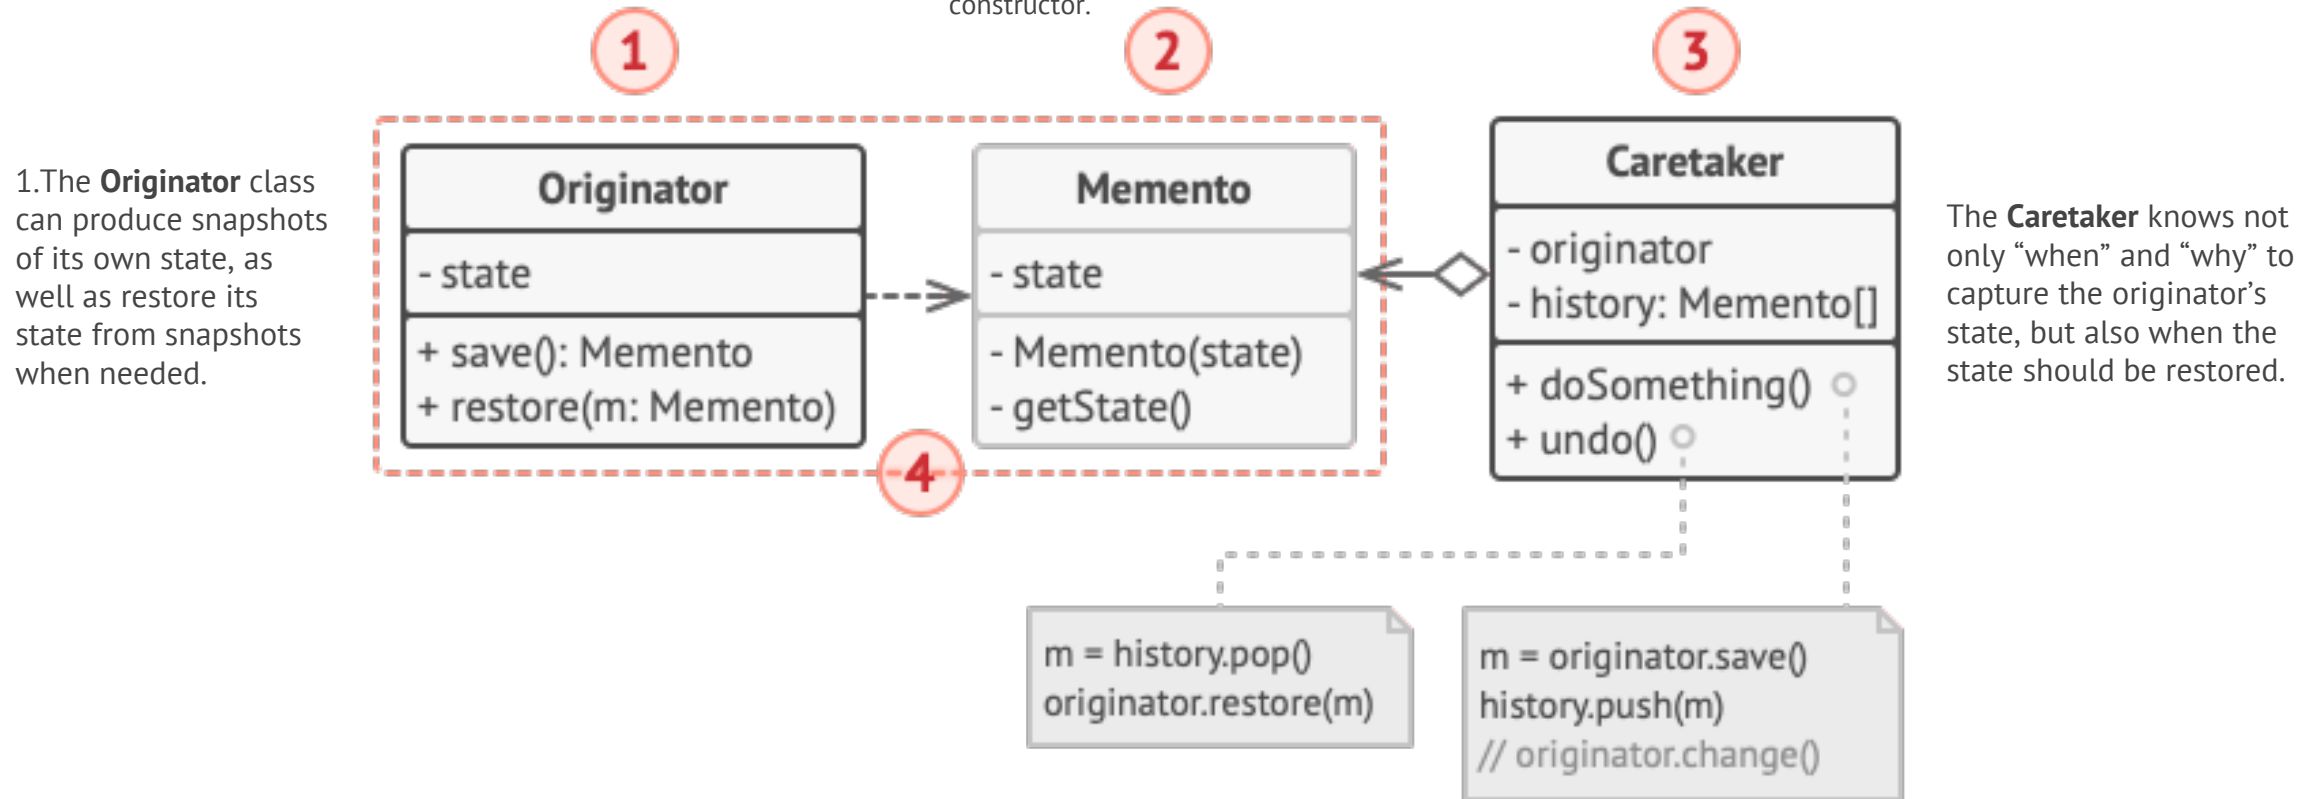 constructor.
1
2
3
1.The Originator class
can produce snapshots
of its own state, as
well as restore its
state from snapshots
when needed.
Originator
- state
+ save(): Memento
+ restore(m: Memento)
Memento
- state
- Memento(state)
- getState()
Caretaker
- originator
- history: Memento[]
+ doSomething()
+ undo()
The Caretaker knows not
only “when” and “why” to
capture the originator’s
state, but also when the
state should be restored.
4
m = history.pop()
originator.restore(m)
m = originator.save()
history.push(m)
// originator.change()